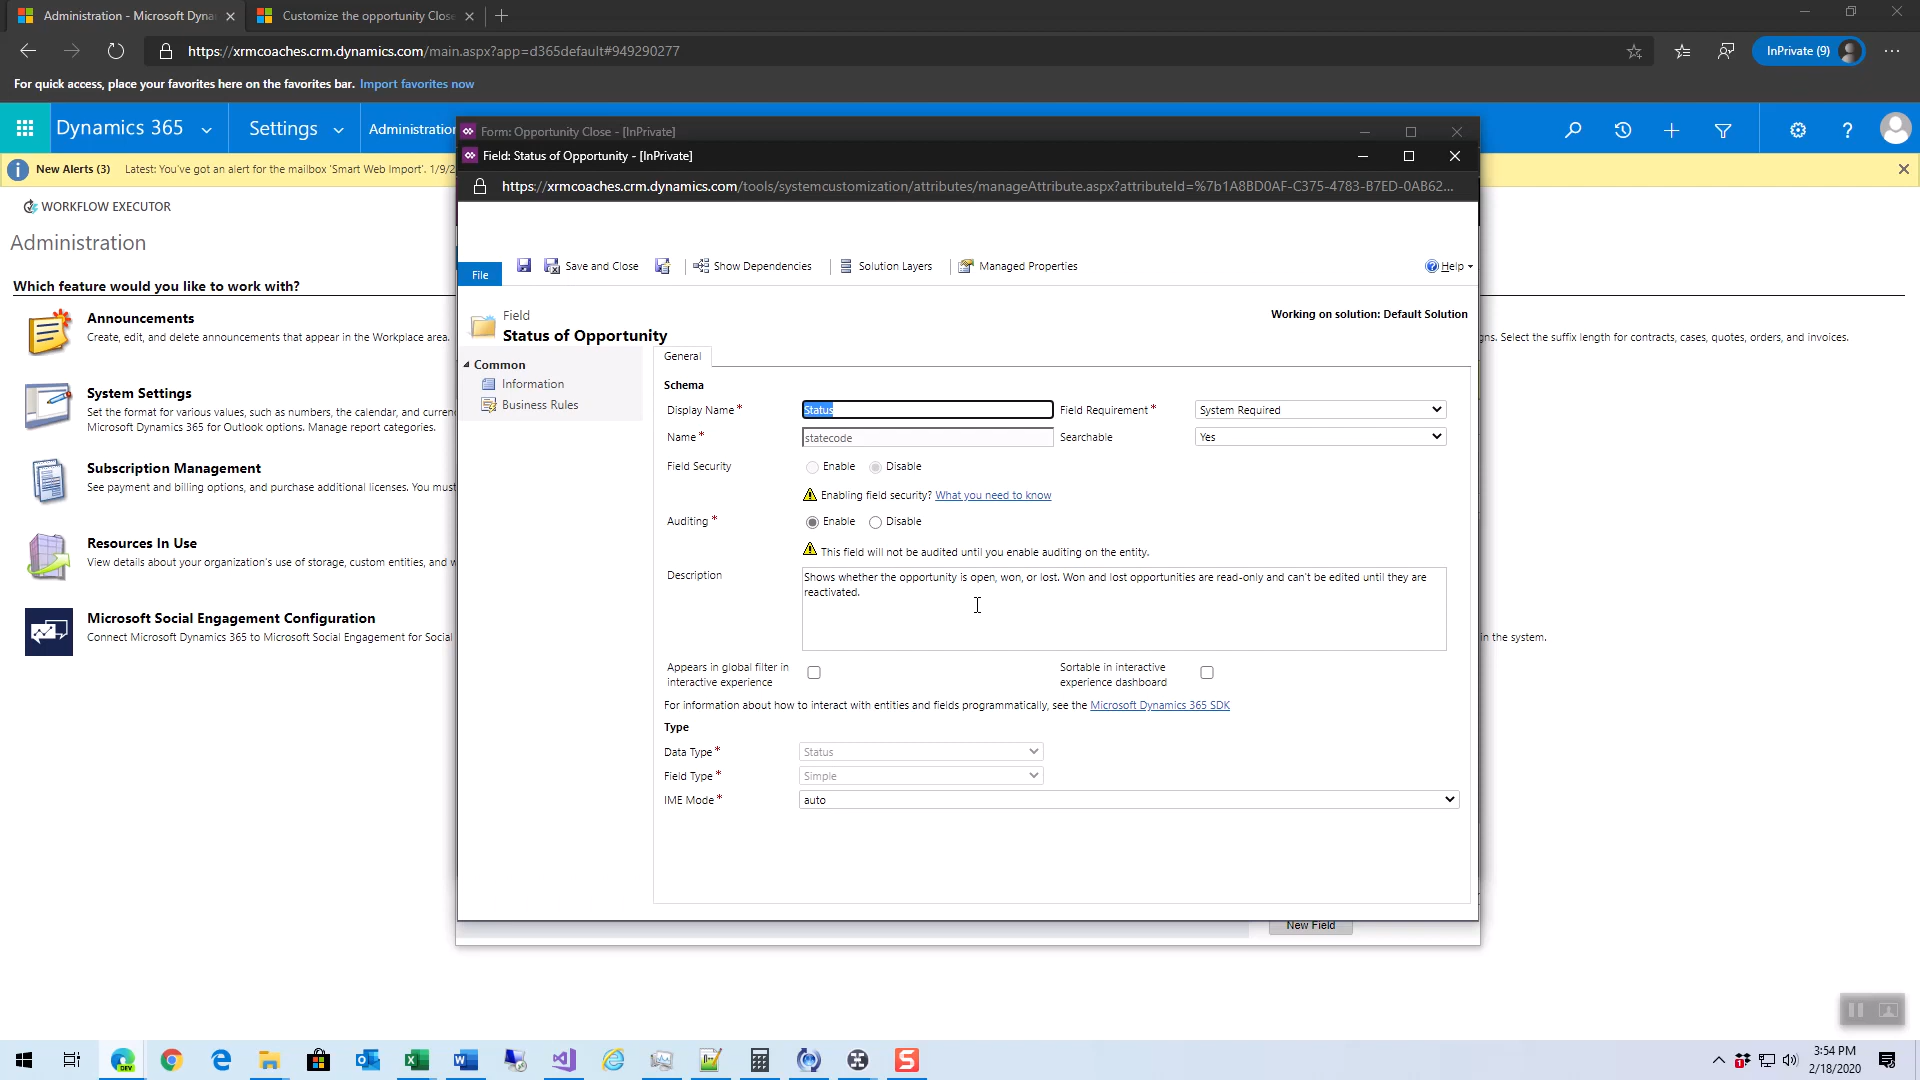 Administration - Microsoft Dyna
Customize the opportunity Close
https://xrmcoaches.crm.dynamics.com/main.aspx?app=d365default#949290277
InPrivate (9)
For quick access, place your favorites here on the favorites bar. Import favorites now
Dynamics 365
Settings
Administration
New Alerts (3)
Latest: You've got an alert for the mailbox 'Smart Web Import'. 1/9/2
WORKFLOW EXECUTOR
Administration
Which feature would you like to work with?
Announcements
Create, edit, and delete announcements that appear in the Workplace area.
System Settings
Set the format for various values, such as numbers, the calendar, and curren
Microsoft Dynamics 365 for Outlook options. Manage report categories.
Subscription Management
See payment and billing options, and purchase additional licenses. You must
Resources In Use
View details about your organization's use of storage, custom entities, and w
Microsoft Social Engagement Configuration
Connect Microsoft Dynamics 365 to Microsoft Social Engagement for Social
gns. Select the suffix length for contracts, cases, quotes, orders, and invoices.
in the system.
Form: Opportunity Close - [InPrivate]
Field: Status of Opportunity - [InPrivate]
https://xrmcoaches.crm.dynamics.com/tools/systemcustomization/attributes/manageAttribute.aspx?attributeId=%7b1A8BD0AF-C375-4783-B7ED-0AB62...
File
Save and Close
Show Dependencies
Solution Layers
Managed Properties
Help
Field
Status of Opportunity
Working on solution: Default Solution
Common
Information
Business Rules
General
Schema
Display Name*
Status
Field Requirement*
System Required
Name*
statecode
Searchable
Yes
Field Security
Enable
Disable
Enabling field security? What you need to know
Auditing *
Enable
Disable
This field will not be audited until you enable auditing on the entity.
Description
Shows whether the opportunity is open, won, or lost. Won and lost opportunities are read-only and can't be edited until they are
reactivated.
Appears in global filter in
interactive experience
Sortable in interactive
experience dashboard
For information about how to interact with entities and fields programmatically, see the Microsoft Dynamics 365 SDK
Type
Data Type*
Status
Field Type*
Simple
IME Mode*
auto
New Field
DEV
3:54 PM
2/18/2020